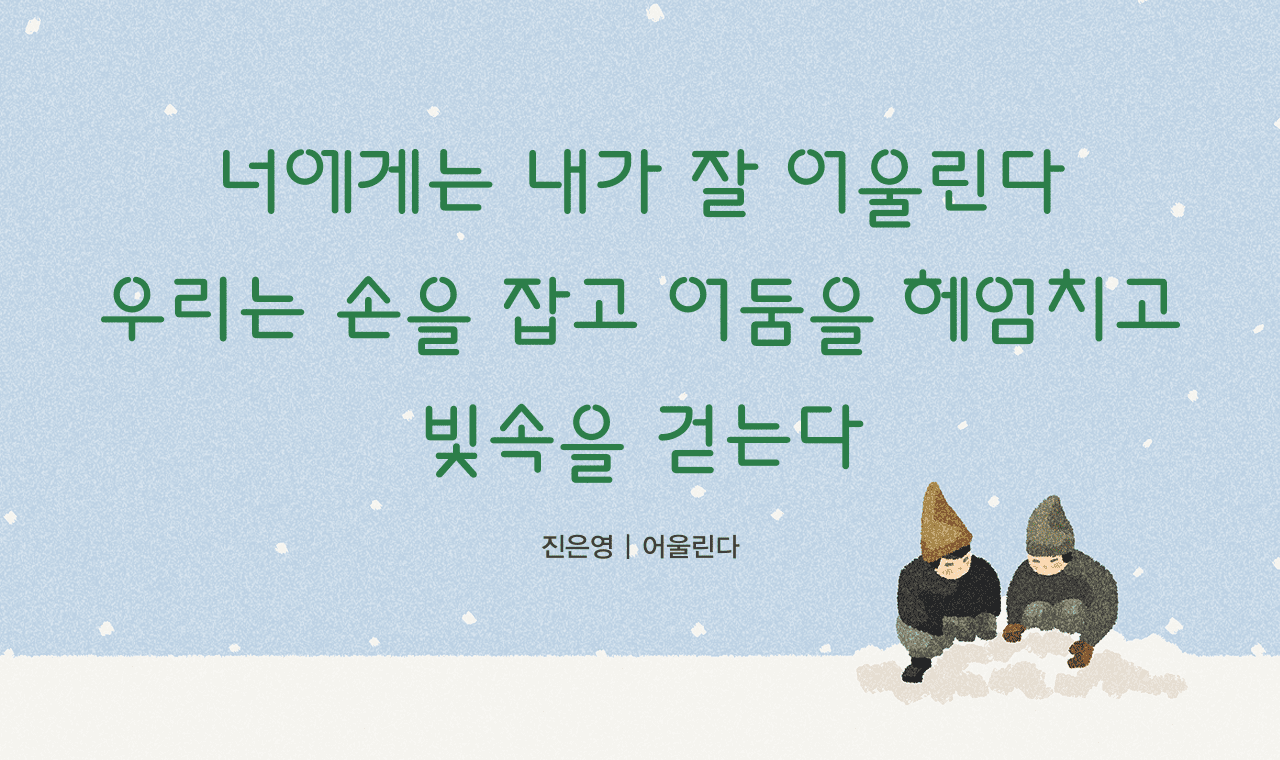 너에게는 내가 잘 어울린다
우리는 손을 잡고 어둠을 헤엄치고
빛속을 걷는다
진은영 | 어울린다